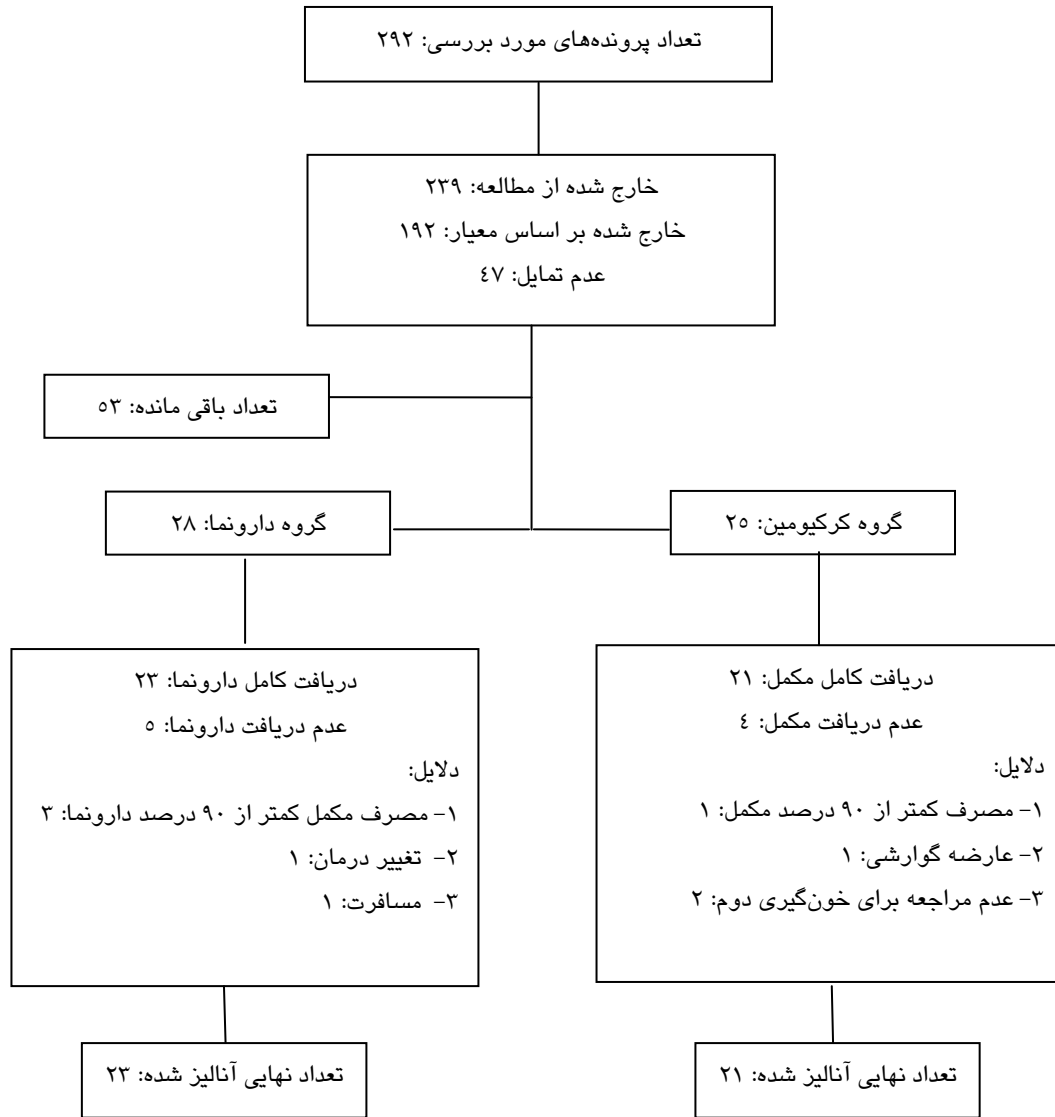 تعداد پرونده‌های مورد بررسی: ۲۹۲
خارج شده از مطالعه: ۲۳۹
خارج شده بر اساس معیار: ۱۹۲
عدم تمایل: ٤۷
تعداد باقی مانده: ٥۳
گروه کرکیومین: ۲٥
گروه دارونما: ۲۸
دریافت کامل مکمل: ۲۱
عدم دریافت مکمل: ٤
دلایل:
۱- مصرف کمتر از ۹۰ درصد مکمل: ۱
۲- عارضه گوارشی: ۱
۳- عدم مراجعه برای خون‌گیری دوم: ۲
دریافت کامل دارونما: ۲۳
عدم دریافت دارونما: ٥
دلایل:
۱- مصرف مکمل کمتر از ۹۰ درصد دارونما: ۳
۲- تغییر درمان: ۱
۳- مسافرت: ۱
تعداد نهایی آنالیز شده: ۲۱
تعداد نهایی آنالیز شده: ۲۳